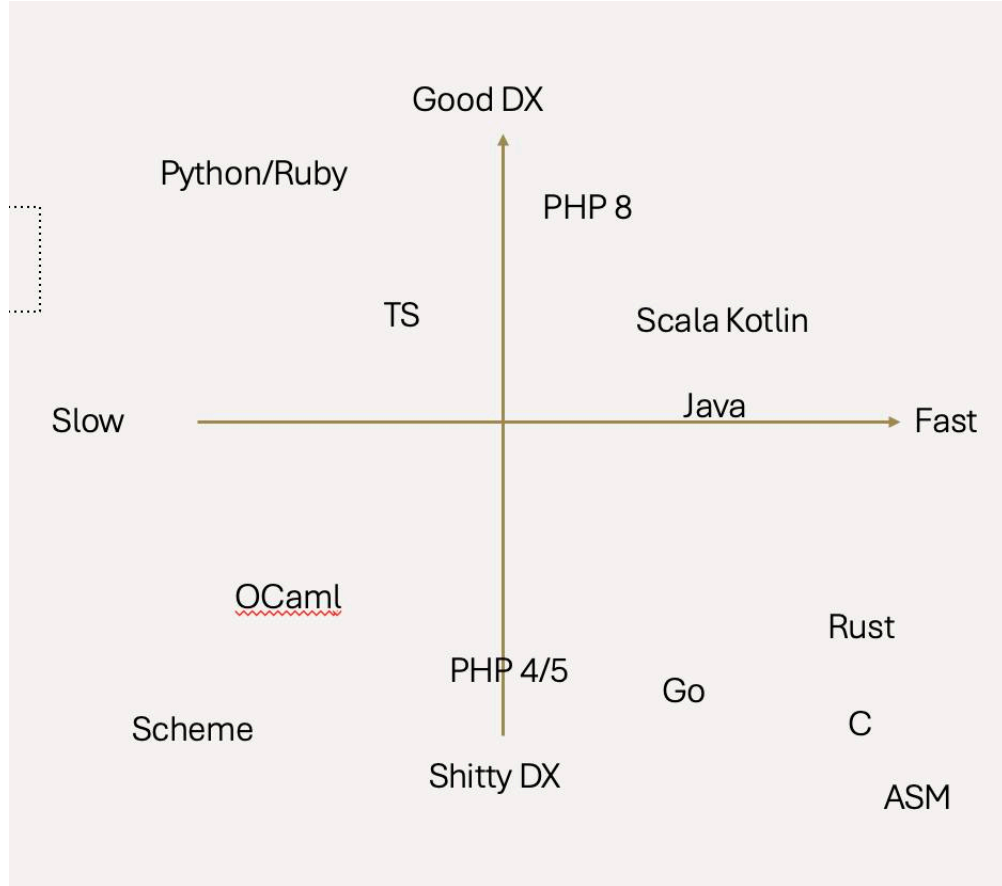 Good DX
Python/Ruby
PHP 8
TS
Scala Kotlin
Java
Slow
Fast
OCaml
Rust
PHP 4/5
Go
Scheme
C
Shitty DX
ASM